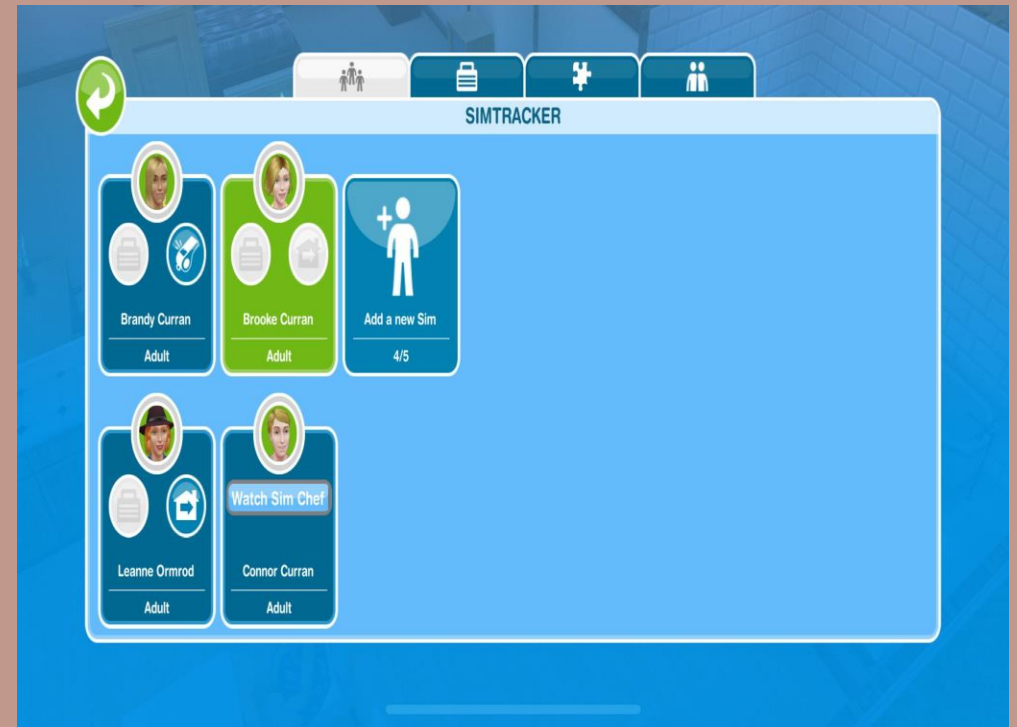 SIMTRACKER
Brandy Curran
Adult
Brooke Curran
Adult
Add a new Sim
4/5
Leanne Ormrod
Adult
Watch Sim Chef
Connor Curran
Adult